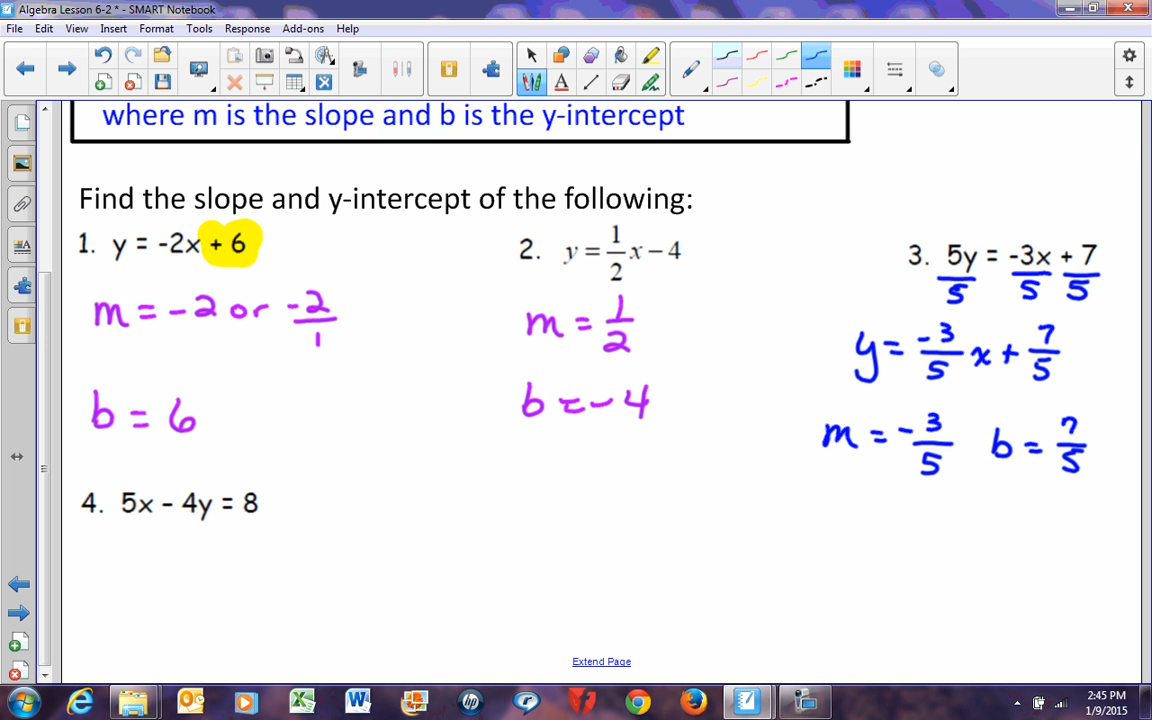 Algebra Lesson 6-2 * - SMART Notebook
File Edit View Insert Format Tools Response Add-ons Help
where m is the slope and b is the y-intercept
Find the slope and y-intercept of the following:
1. y = -2x + 6
m = -2 or -2/1
b = 6
2. y = 1/2 x - 4
m = 1/2
b = -4
3. 5y = -3x + 7
5 5 5
y = -3/5 x + 7/5
m = -3/5 b = 7/5
4. 5x - 4y = 8
Extend Page
2:45 PM
1/9/2015